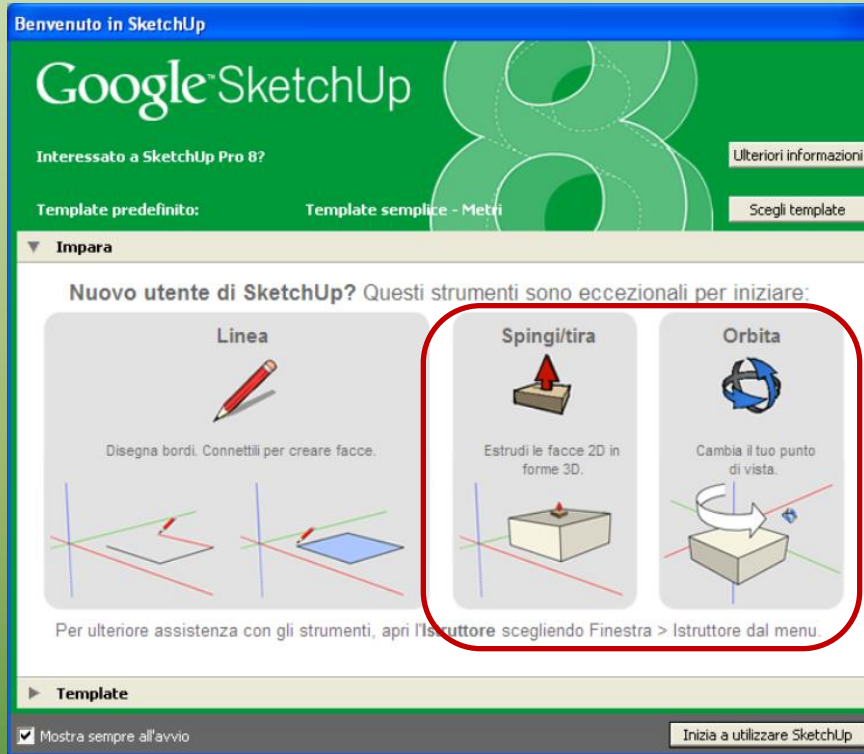 Benvenuto in SketchUp
Google™ SketchUp
Interessato a SketchUp Pro 8?
Ulteriori informazioni
Template predefinito: Template semplice - Metri
Scegli template
Impara
Nuovo utente di SketchUp? Questi strumenti sono eccezionali per iniziare:
Linea
Disegna bordi. Connettili per creare facce.
Spingi/tira
Estrudi le facce 2D in
forme 3D.
Orbita
Cambia il tuo punto
di vista.
Per ulteriore assistenza con gli strumenti, apri l'Istruttore scegliendo Finestra > Istruttore dal menu.
Template
Mostra sempre all'avvio
Inizia a utilizzare SketchUp